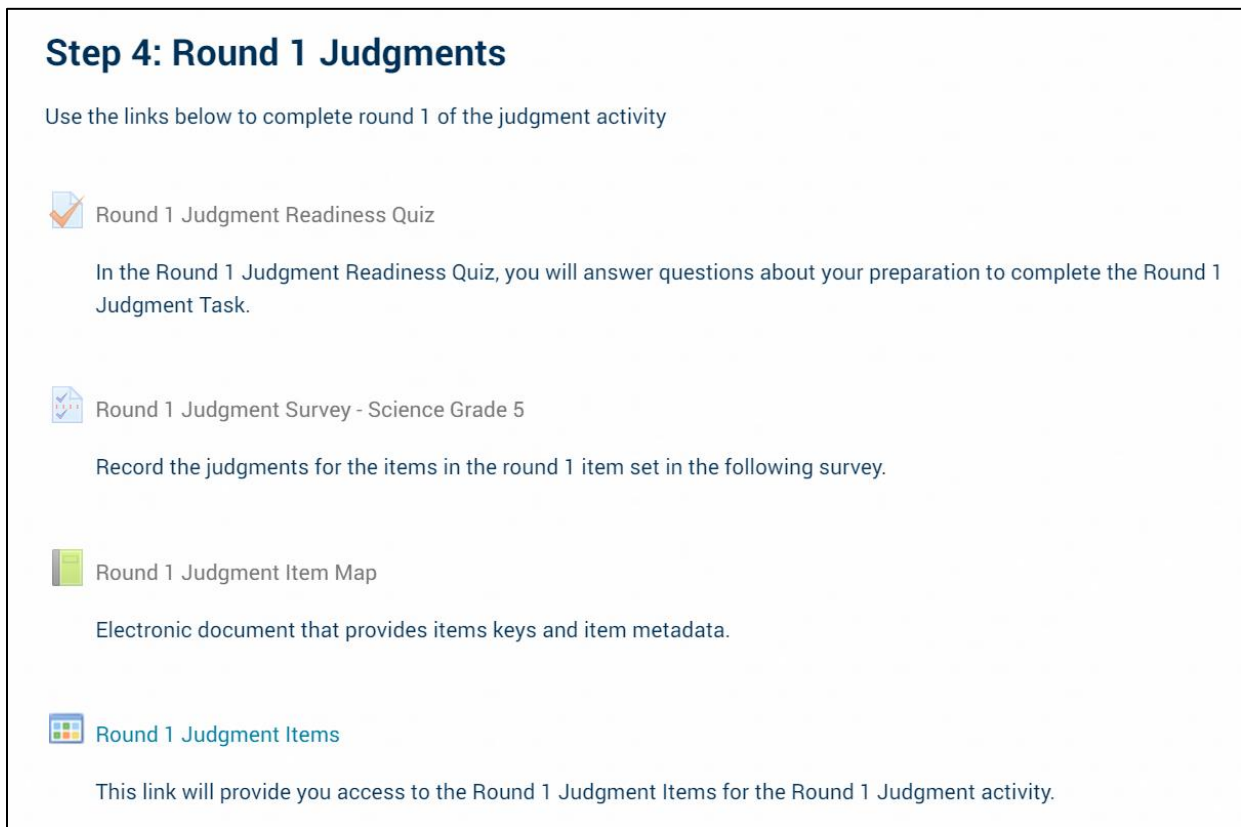 Step 4: Round 1 Judgments
Use the links below to complete round 1 of the judgment activity
Round 1 Judgment Readiness Quiz
In the Round 1 Judgment Readiness Quiz, you will answer questions about your preparation to complete the Round 1
Judgment Task.
Round 1 Judgment Survey - Science Grade 5
Record the judgments for the items in the round 1 item set in the following survey.
Round 1 Judgment Item Map
Electronic document that provides items keys and item metadata.
Round 1 Judgment Items
This link will provide you access to the Round 1 Judgment Items for the Round 1 Judgment activity.